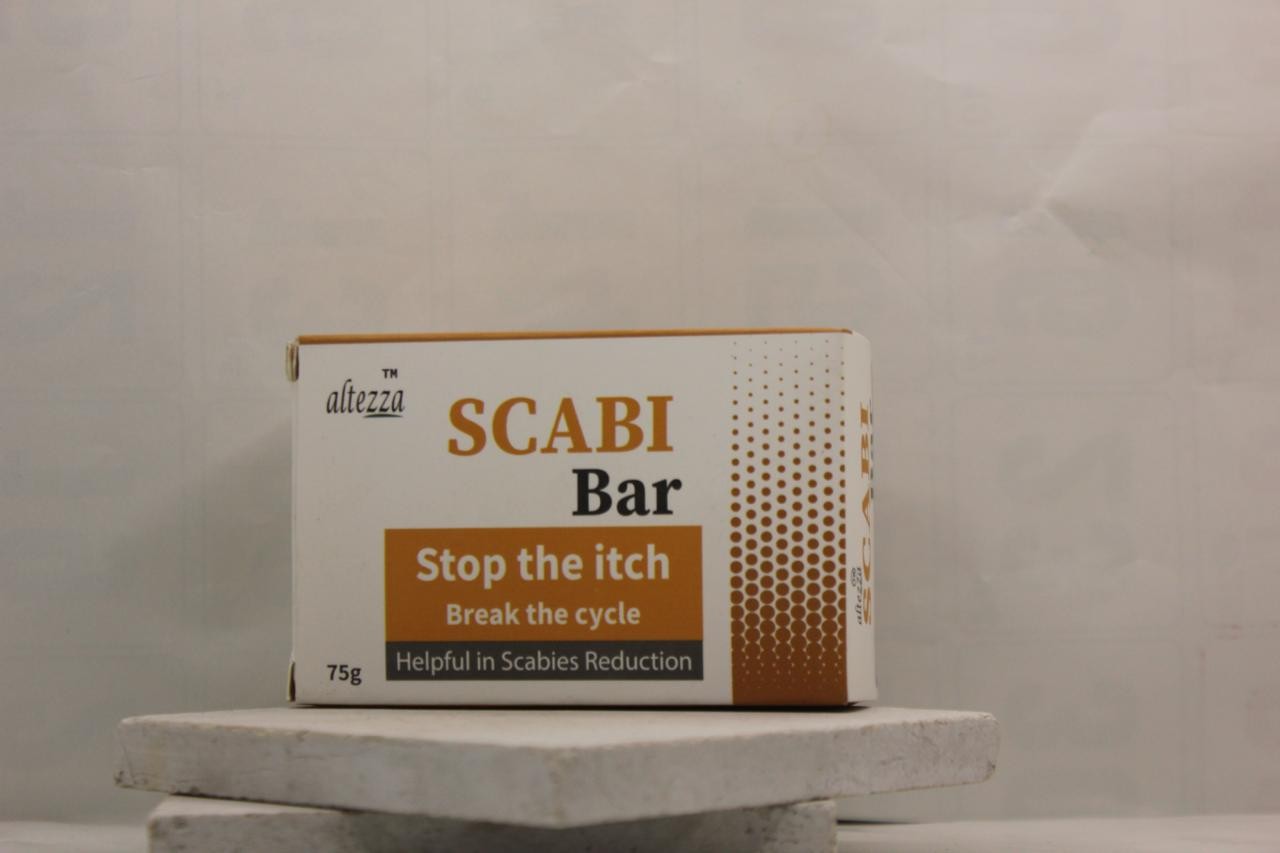 altezza™
SCABI
Bar
Stop the itch
Break the cycle
Helpful in Scabies Reduction
75g
altezza
SCABI